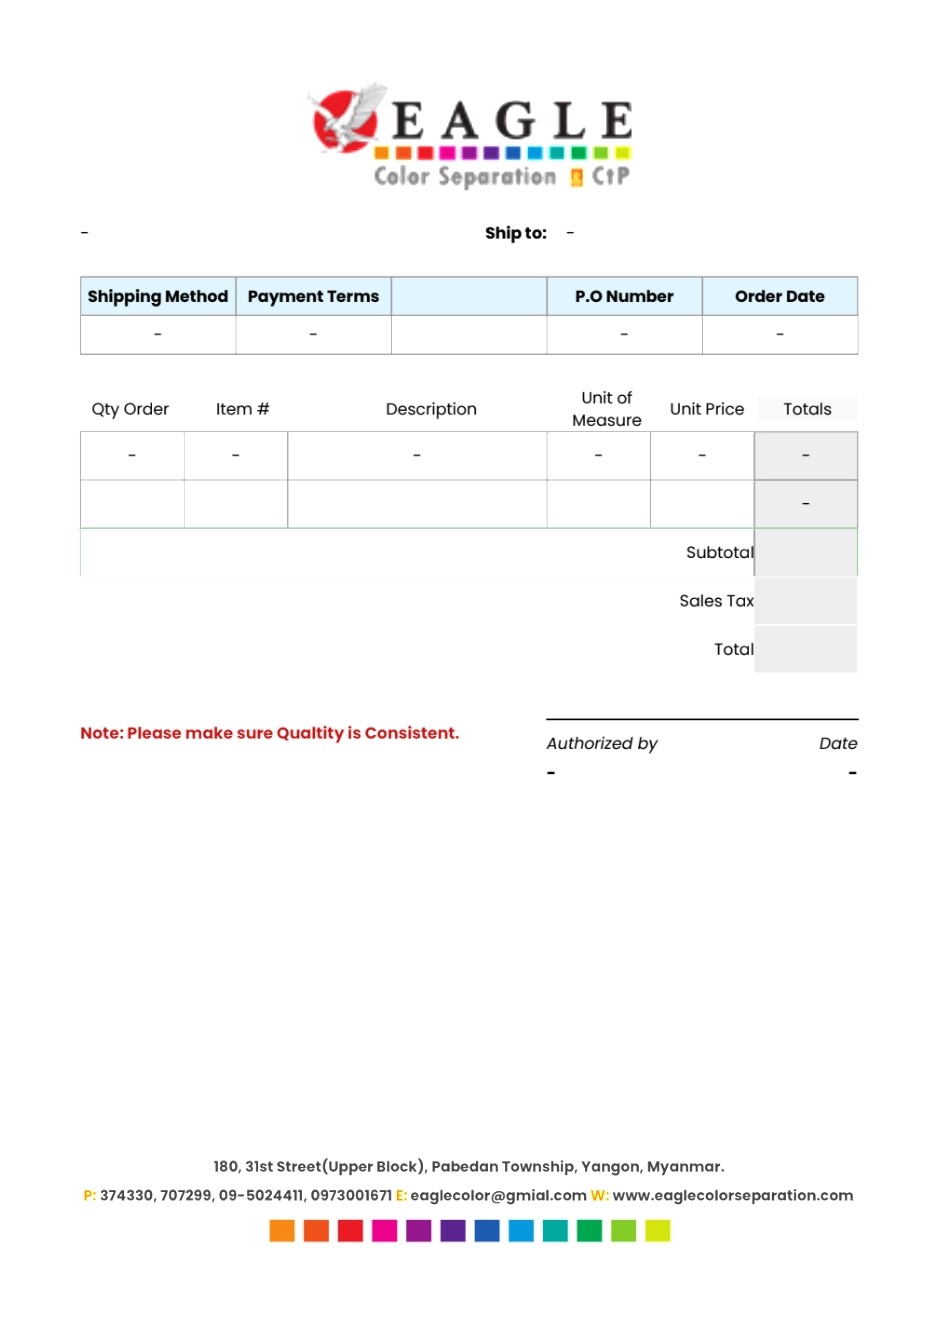 EAGLE
Color Separation & CtP
- Ship to: -
Shipping Method Payment Terms P.O Number Order Date
- - - -
Qty Order Item # Description Unit of Measure Unit Price Totals
- - - - - -
-
Subtotal
Sales Tax
Total
Note: Please make sure Qualtity is Consistent.
Authorized by Date
- -
180, 31st Street(Upper Block), Pabedan Township, Yangon, Myanmar.
P: 374330, 707299, 09-5024411, 0973001671 E: eaglecolor@gmial.com W: www.eaglecolorseparation.com